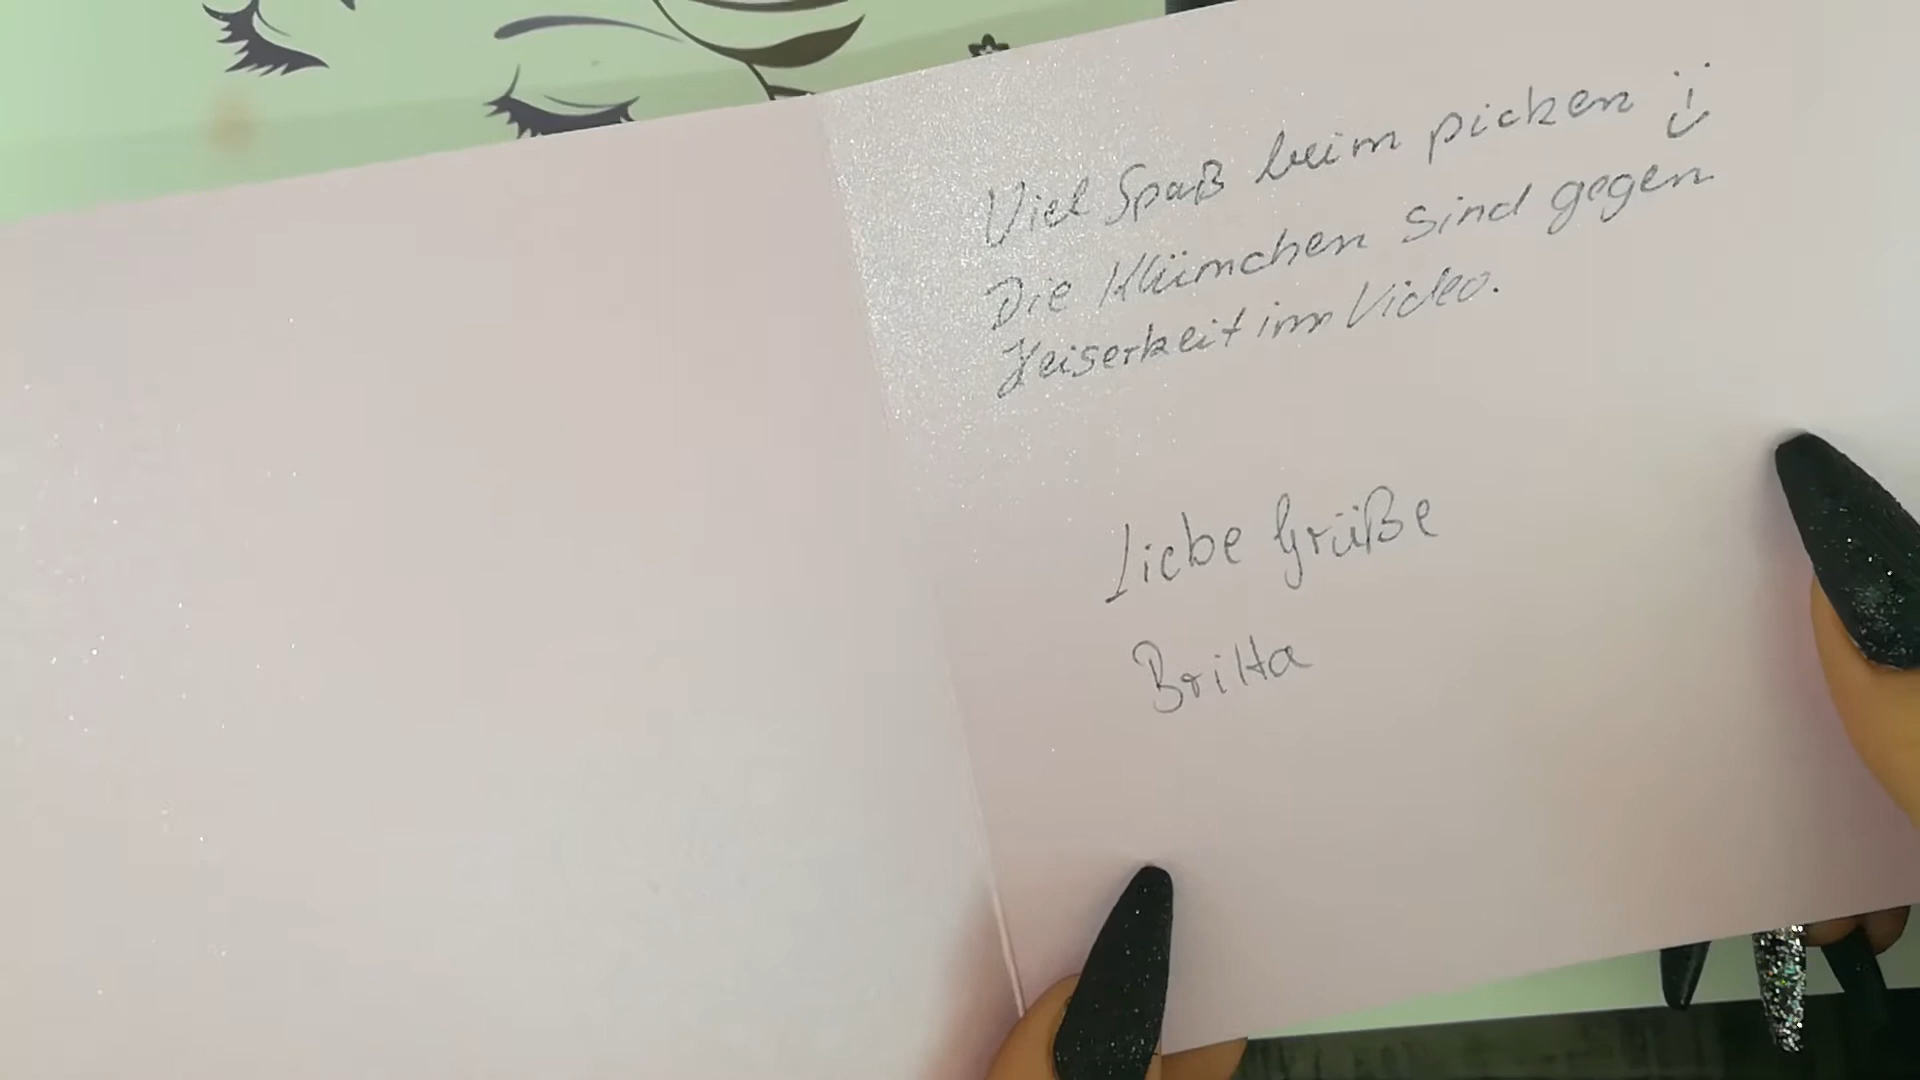 Viel Spaß beim picken
Die Klümchen sind gegen
Heiserkeit im Video.
Liebe Grüße
Britta